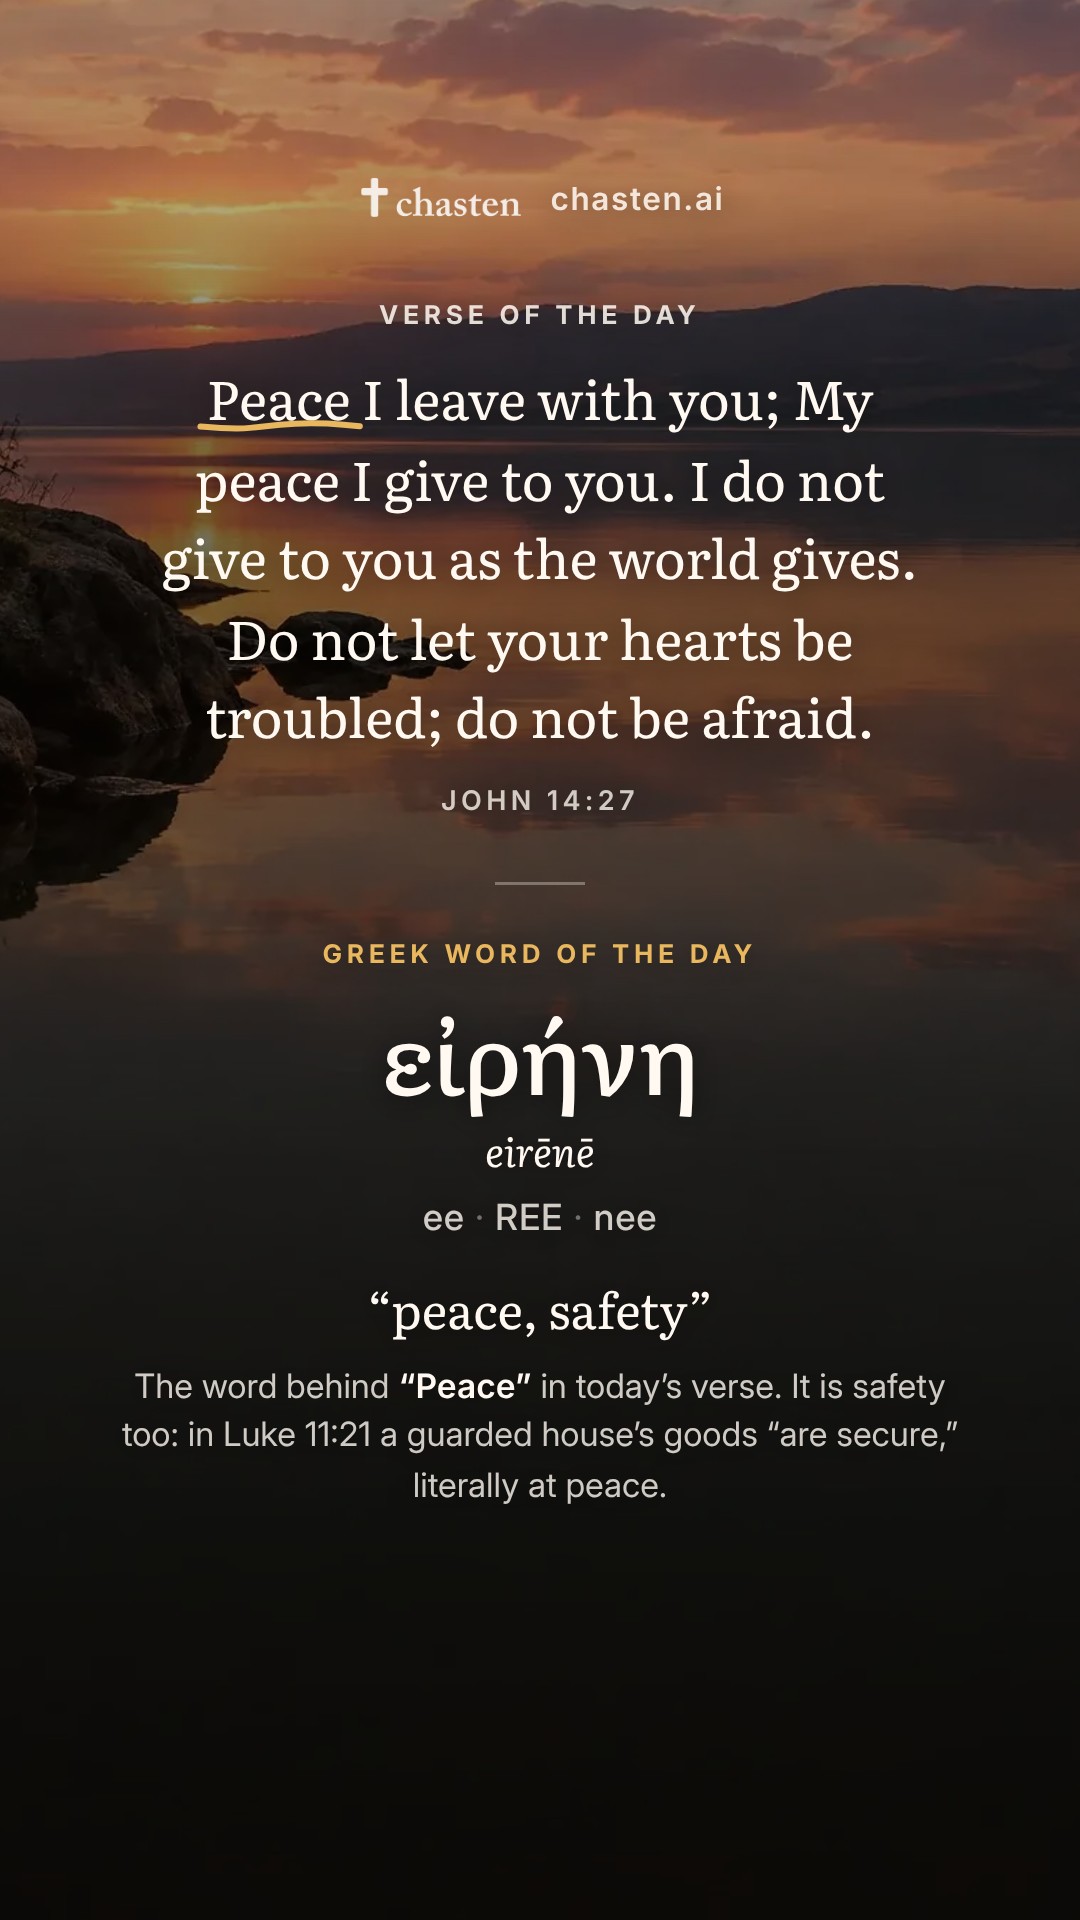 chasten chasten.ai
VERSE OF THE DAY
Peace I leave with you; My
peace I give to you. I do not
give to you as the world gives.
Do not let your hearts be
troubled; do not be afraid.
JOHN 14:27
GREEK WORD OF THE DAY
εἰρήνη
eirēnē
ee · REE · nee
“peace, safety”
The word behind “Peace” in today’s verse. It is safety
too: in Luke 11:21 a guarded house’s goods “are secure,”
literally at peace.